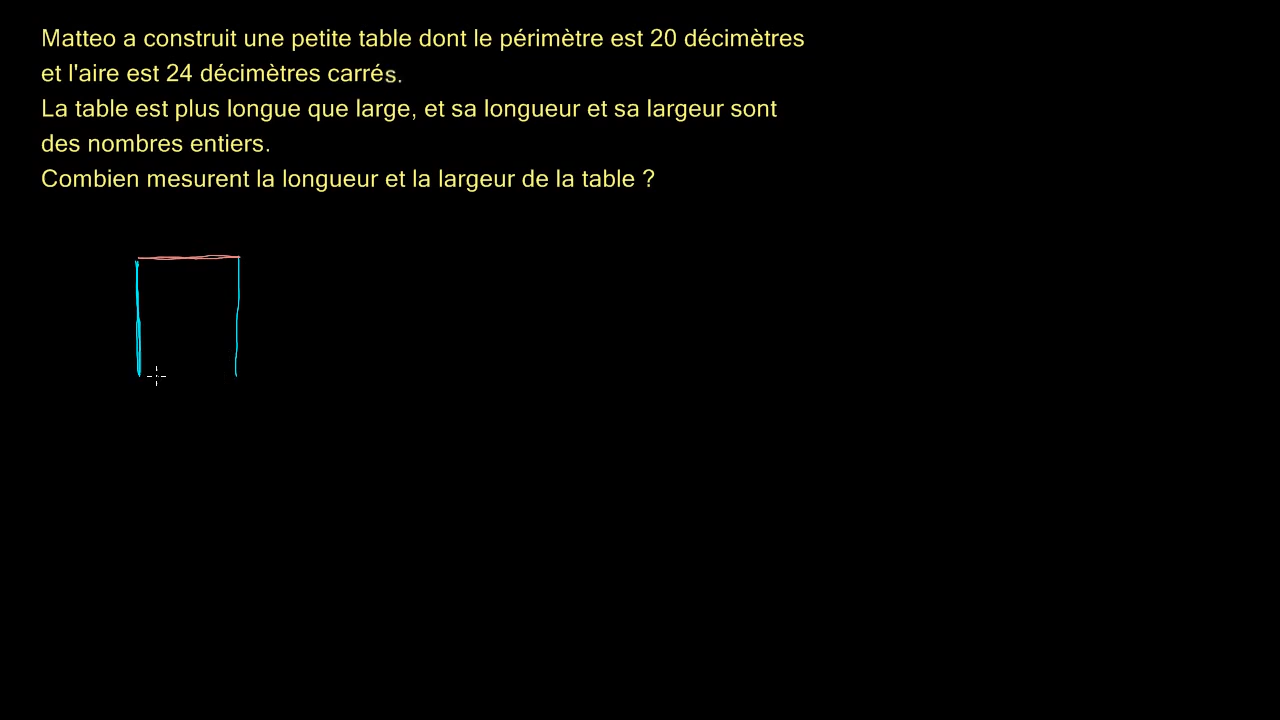 Matteo a construit une petite table dont le périmètre est 20 décimètres
et l'aire est 24 décimètres carrés.
La table est plus longue que large, et sa longueur et sa largeur sont
des nombres entiers.
Combien mesurent la longueur et la largeur de la table ?